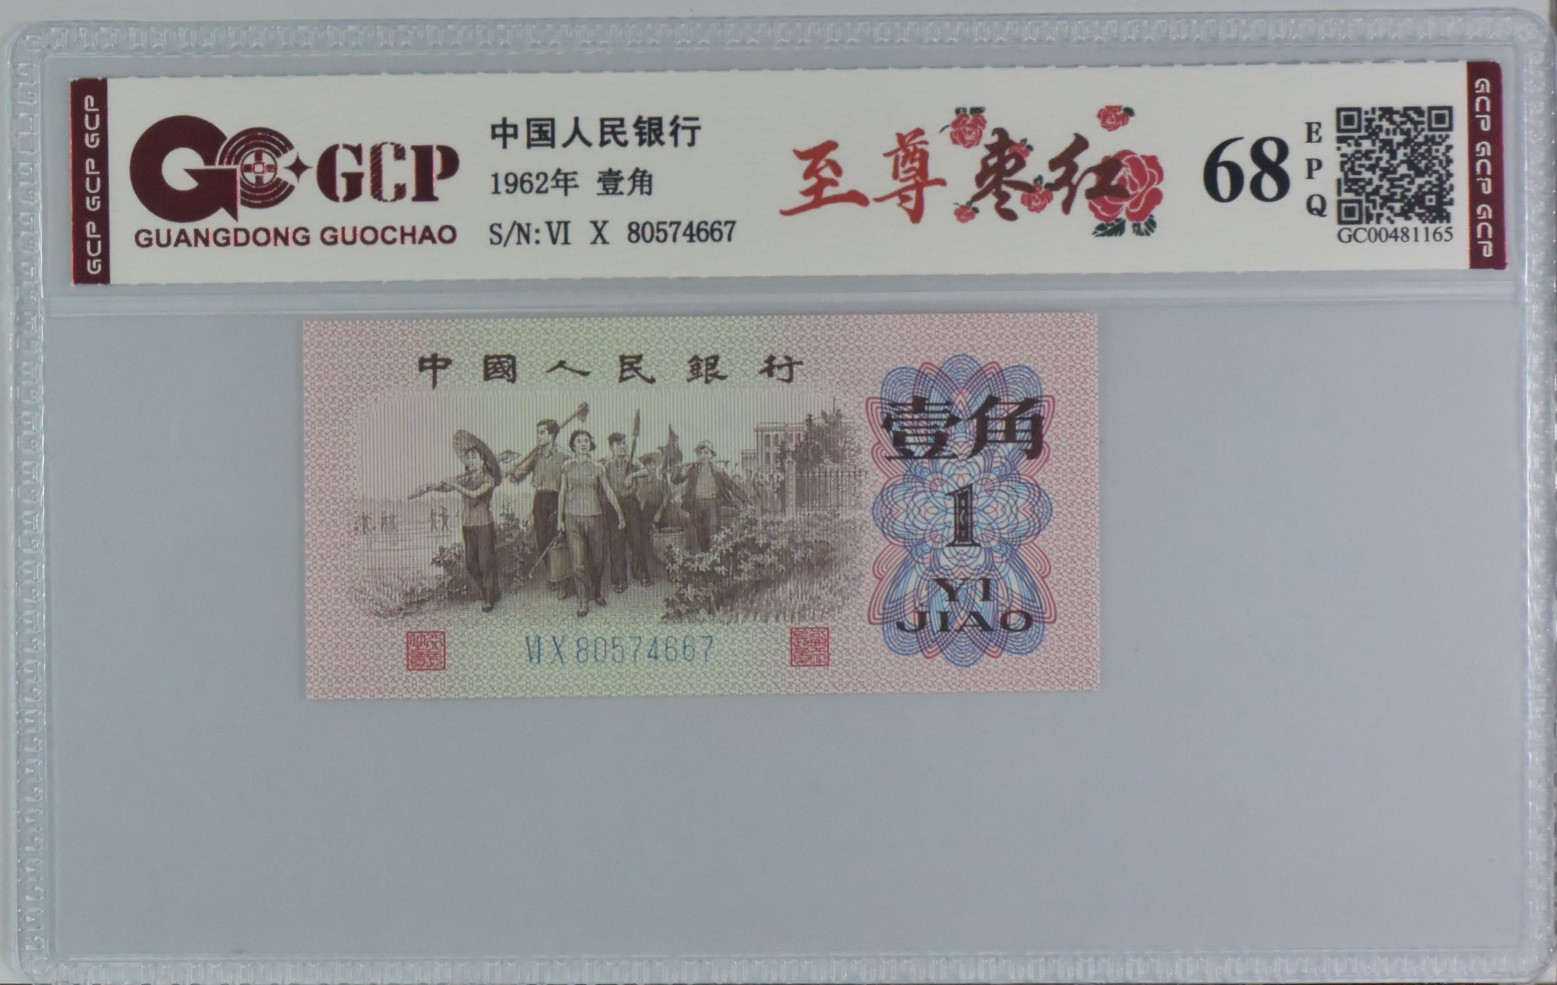 GCP GCP GCP
GCP
GUANGDONG GUOCHAO
中国人民银行
1962年 壹角
S/N:VI X 80574667
至尊枣红
68
EPQ
GC00481165
GCP GCP GCP
中國人民銀行
壹角
1
YI
JIAO
VI X 80574667